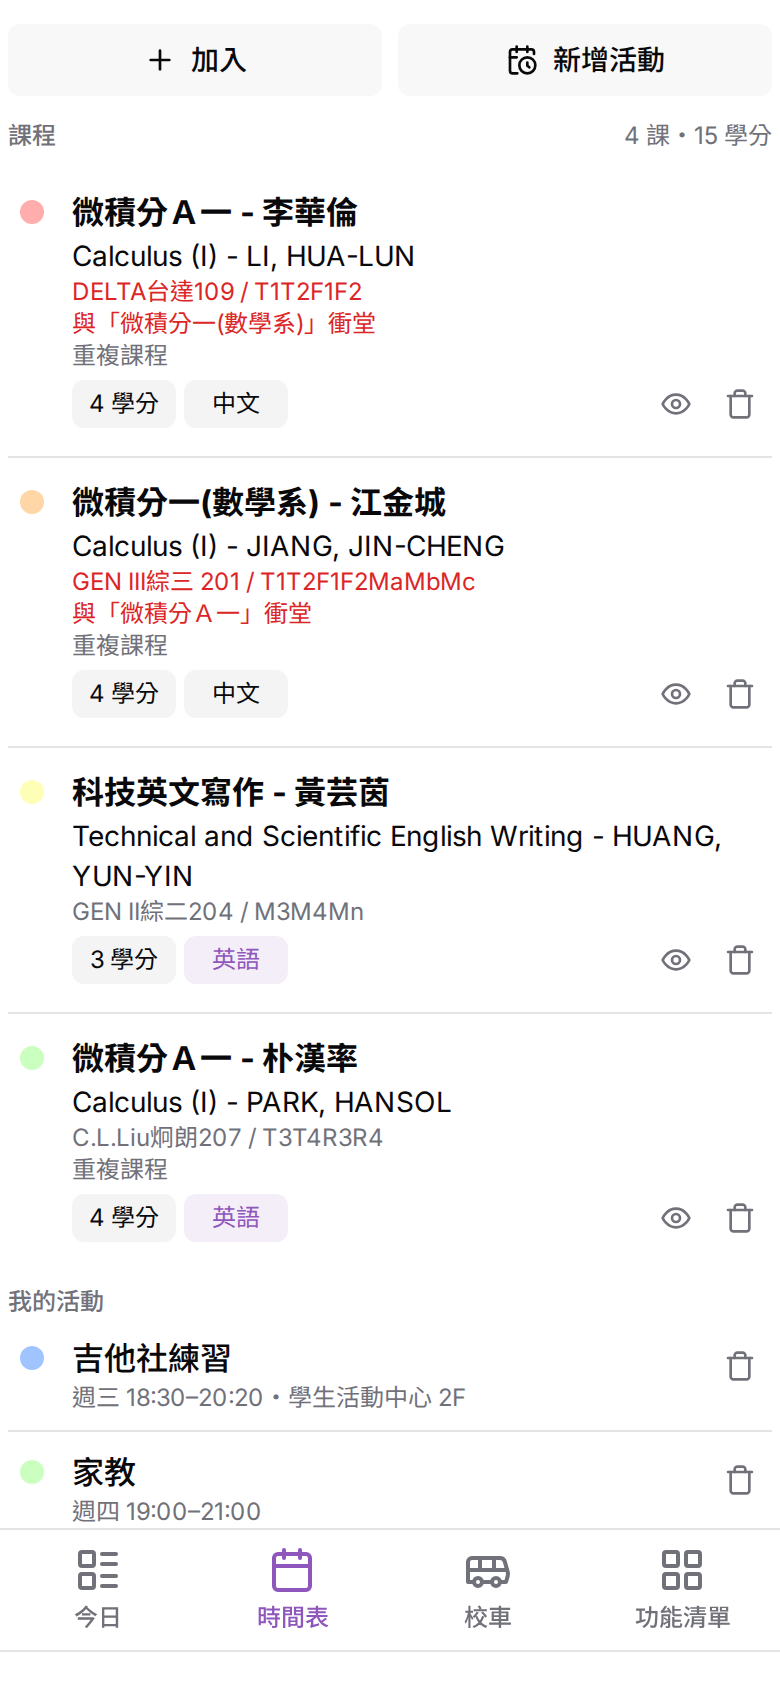 加入
新增活動
課程
4 課・15 學分
微積分Ａ一 - 李華倫
Calculus (I) - LI, HUA-LUN
DELTA台達109 / T1T2F1F2
與「微積分一(數學系)」衝堂
重複課程
4 學分
中文
微積分一(數學系) - 江金城
Calculus (I) - JIANG, JIN-CHENG
GEN III綜三 201 / T1T2F1F2MaMbMc
與「微積分Ａ一」衝堂
重複課程
4 學分
中文
科技英文寫作 - 黃芸茵
Technical and Scientific English Writing - HUANG,
YUN-YIN
GEN II綜二204 / M3M4Mn
3 學分
英語
微積分Ａ一 - 朴漢率
Calculus (I) - PARK, HANSOL
C.L.Liu炯朗207 / T3T4R3R4
重複課程
4 學分
英語
我的活動
吉他社練習
週三 18:30–20:20・學生活動中心 2F
家教
週四 19:00–21:00
今日
時間表
校車
功能清單